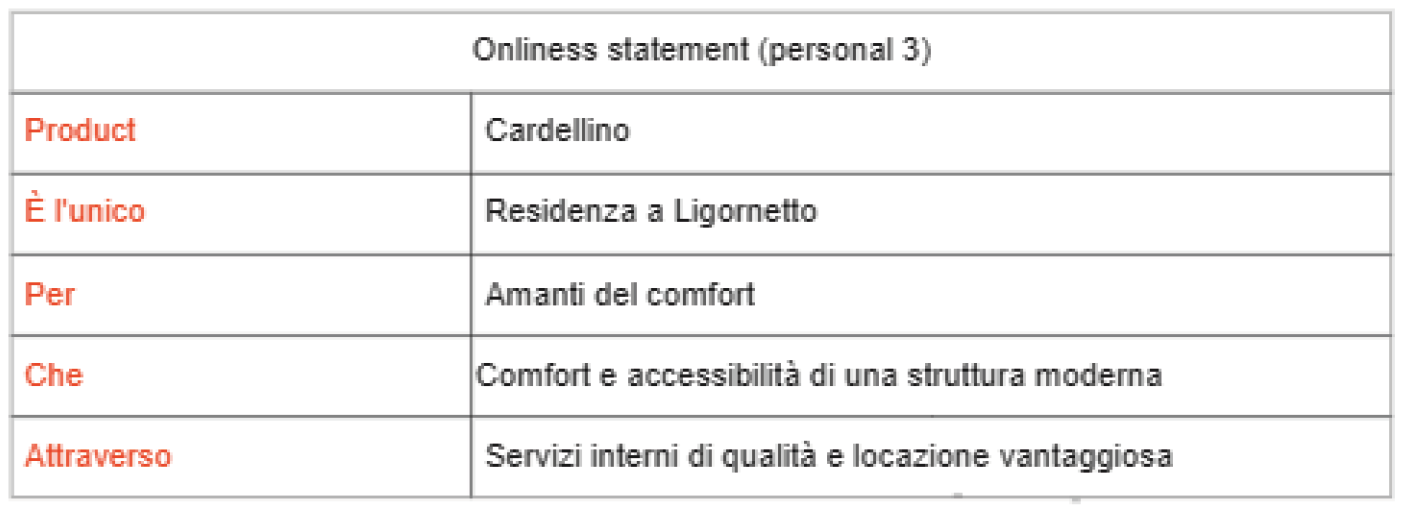 Onliness statement (personal 3)
Product Cardellino
È l'unico Residenza a Ligornetto
Per Amanti del comfort
Che Comfort e accessibilità di una struttura moderna
Attraverso Servizi interni di qualità e locazione vantaggiosa